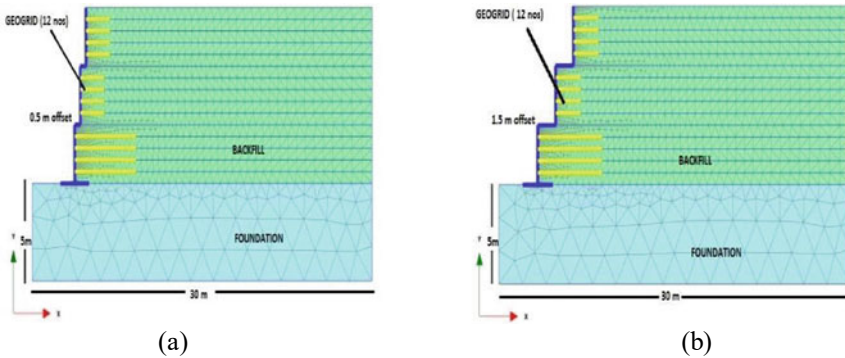 GEOGRID (12 nos)
0.5 m offset
BACKFILL
5m
FOUNDATION
Y
X
30 m
(a)
GEOGRID ( 12 nos)
1.5 m offset
BACKFILL
5m
FOUNDATION
Y
X
30 m
(b)